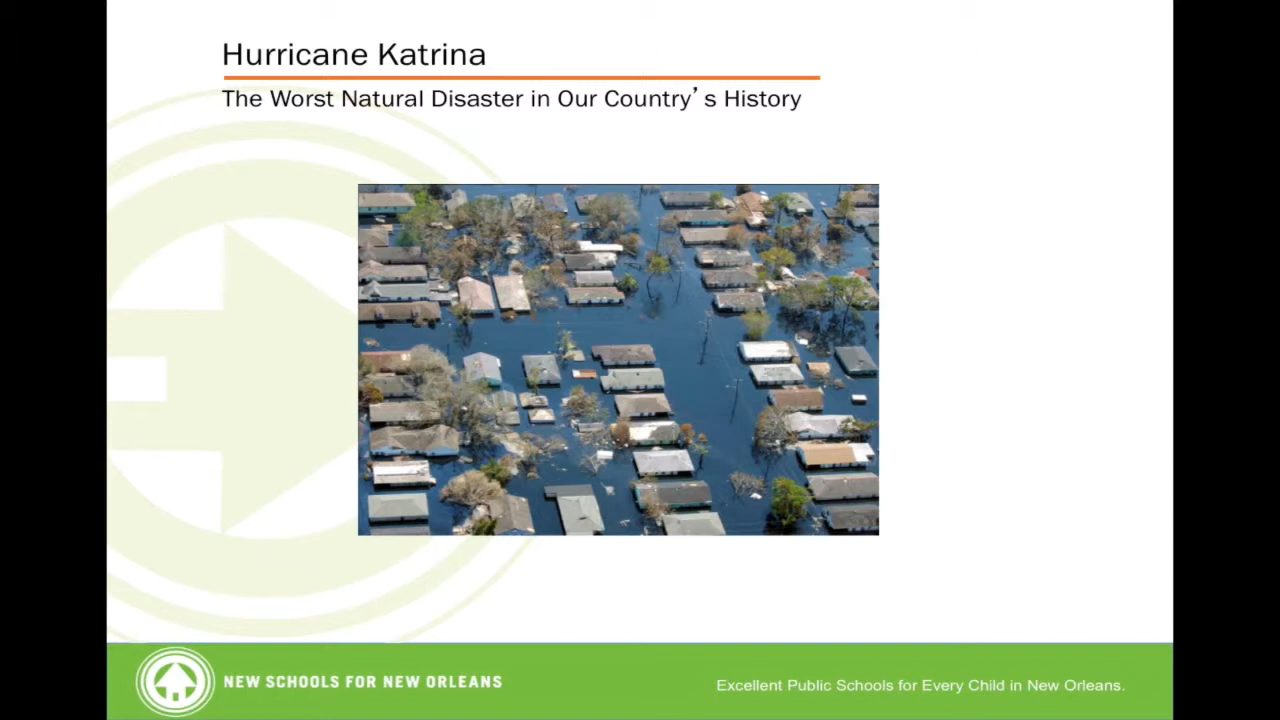 Hurricane Katrina
The Worst Natural Disaster in Our Country’s History
NEW SCHOOLS FOR NEW ORLEANS
Excellent Public Schools for Every Child in New Orleans.